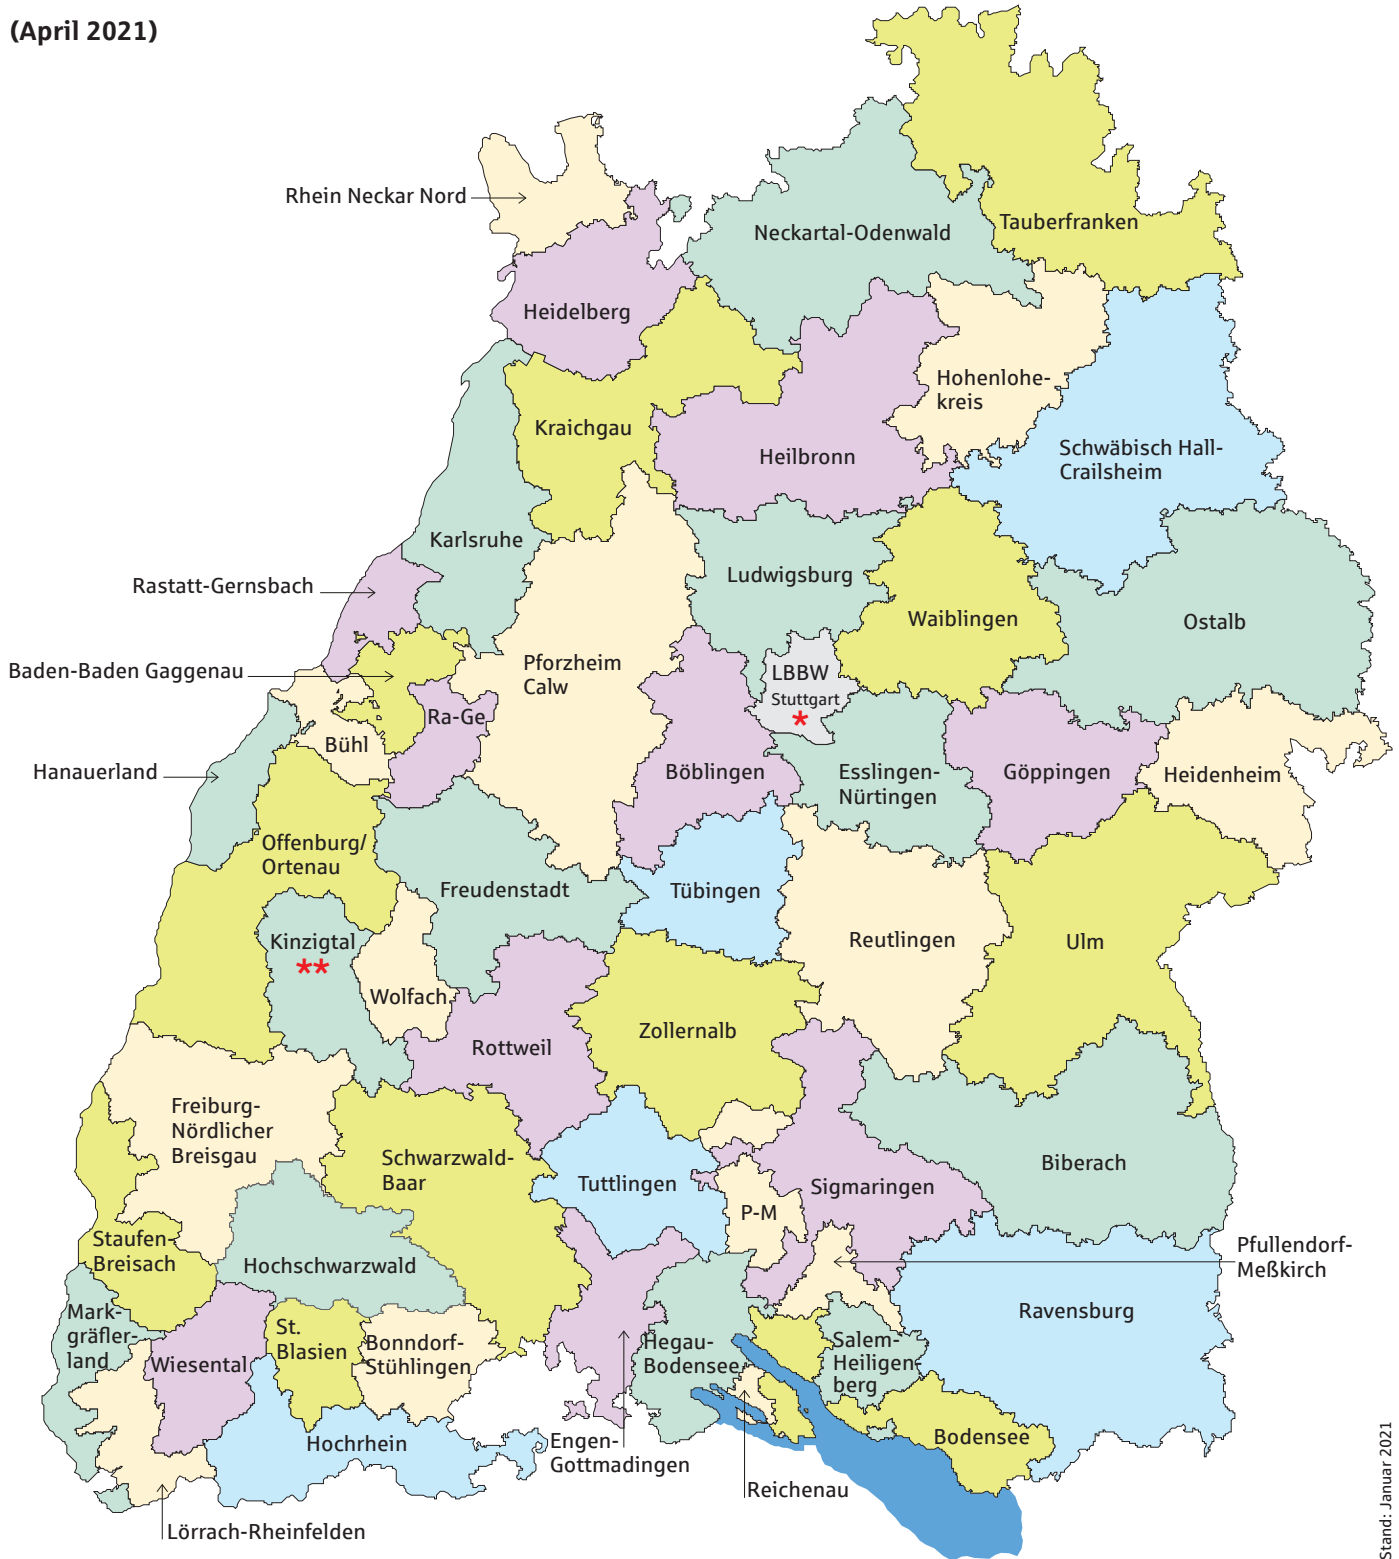 (April 2021)
Rhein Neckar Nord
Neckartal-Odenwald
Tauberfranken
Heidelberg
Hohenlohe-
kreis
Kraichgau
Heilbronn
Schwäbisch Hall-
Crailsheim
Karlsruhe
Ludwigsburg
Rastatt-Gernsbach
Waiblingen
Ostalb
Baden-Baden Gaggenau
Pforzheim
Calw
LBBW
Stuttgart
*
Ra-Ge
Bühl
Hanauerland
Böblingen
Esslingen-
Nürtingen
Göppingen
Heidenheim
Offenburg/
Ortenau
Freudenstadt
Tübingen
Kinzigtal
**
Reutlingen
Ulm
Wolfach
Zollernalb
Rottweil
Freiburg-
Nördlicher
Breisgau
Schwarzwald-
Baar
Tuttlingen
Sigmaringen
Biberach
P-M
Staufen-
Breisach
Hochschwarzwald
Pfullendorf-
Meßkirch
Mark-
gräfler-
land
Wiesental
St.
Blasien
Bonndorf-
Stühlingen
Hegau-
Bodensee
Salem-
Heiligen
berg
Ravensburg
Hochrhein
Engen-
Gottmadingen
Bodensee
Reichenau
Lörrach-Rheinfelden
Stand: Januar 2021